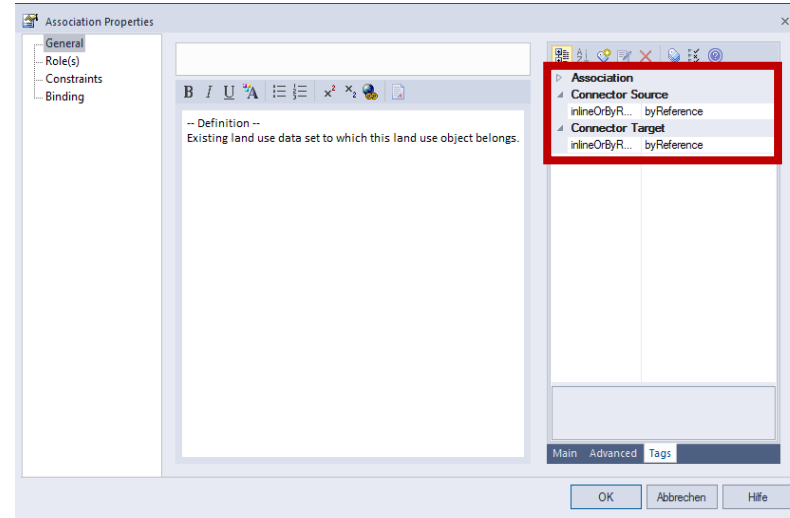 Association Properties
General
Role(s)
Constraints
Binding
B I U A x² ×₂
-- Definition --
Existing land use data set to which this land use object belongs.
Association
Connector Source
inlineOrByR... byReference
Connector Target
inlineOrByR... byReference
Main Advanced Tags
OK Abbrechen Hilfe